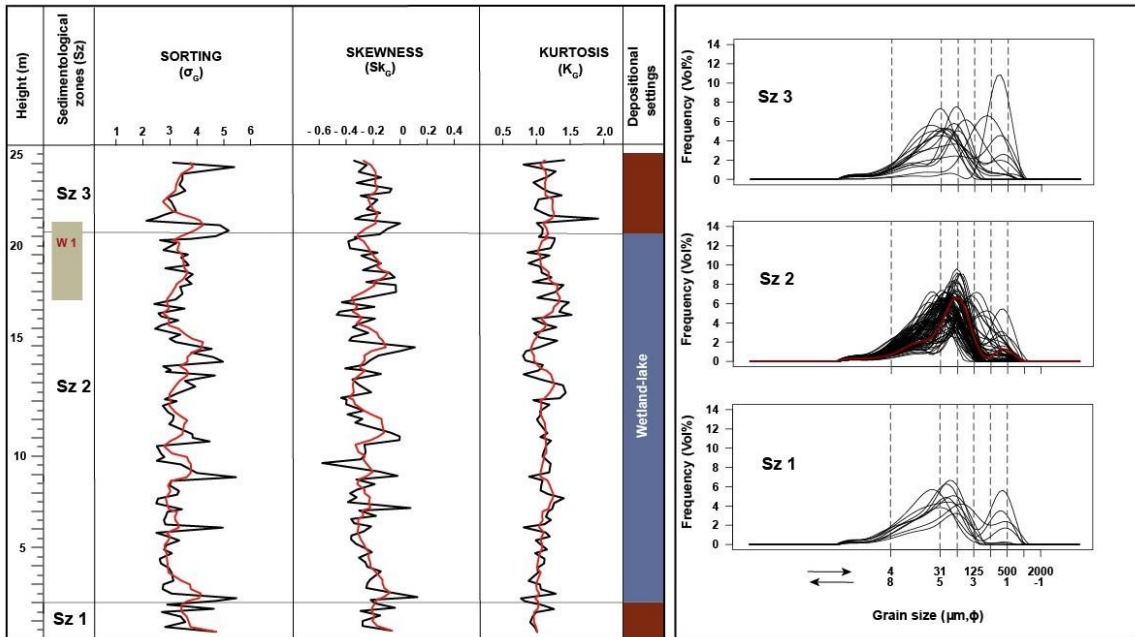 Height (m)
Sedimentological
zones (Sz)
SORTING
(σG)
SKEWNESS
(SkG)
KURTOSIS
(KG)
Depositional
settings
1 2 3 4 5 6
- 0.6 -0.4 -0.2 0 0.2 0.4
0.5 1.0 1.5 2.0
25
Sz 3
W 1
20
15
Sz 2
10
5
Sz 1
Wetland-lake
Frequency (Vol%)
14
12
10
8
6
4
2
0
Sz 3
Frequency (Vol%)
14
12
10
8
6
4
2
0
Sz 2
Frequency (Vol%)
14
12
10
8
6
4
2
0
Sz 1
4 31 125 500 2000
8 5 3 1 -1
Grain size (μm,ϕ)